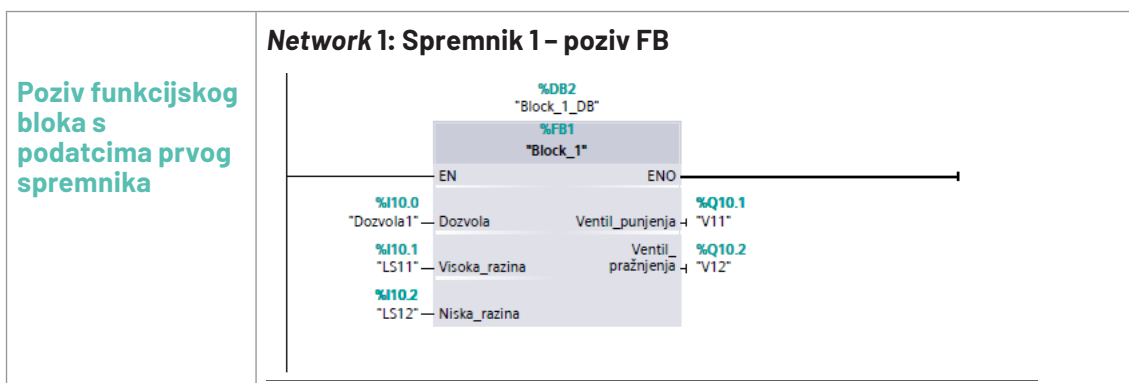 Poziv funkcijskog
bloka s
podatcima prvog
spremnika
Network 1: Spremnik 1 – poziv FB
%DB2
"Block_1_DB"
%FB1
"Block_1"
EN ENO
%I10.0 %Q10.1
"Dozvola1" Dozvola Ventil_punjenja "V11"
%I10.1 Ventil_ %Q10.2
"LS11" Visoka_razina pražnjenja "V12"
%I10.2
"LS12" Niska_razina